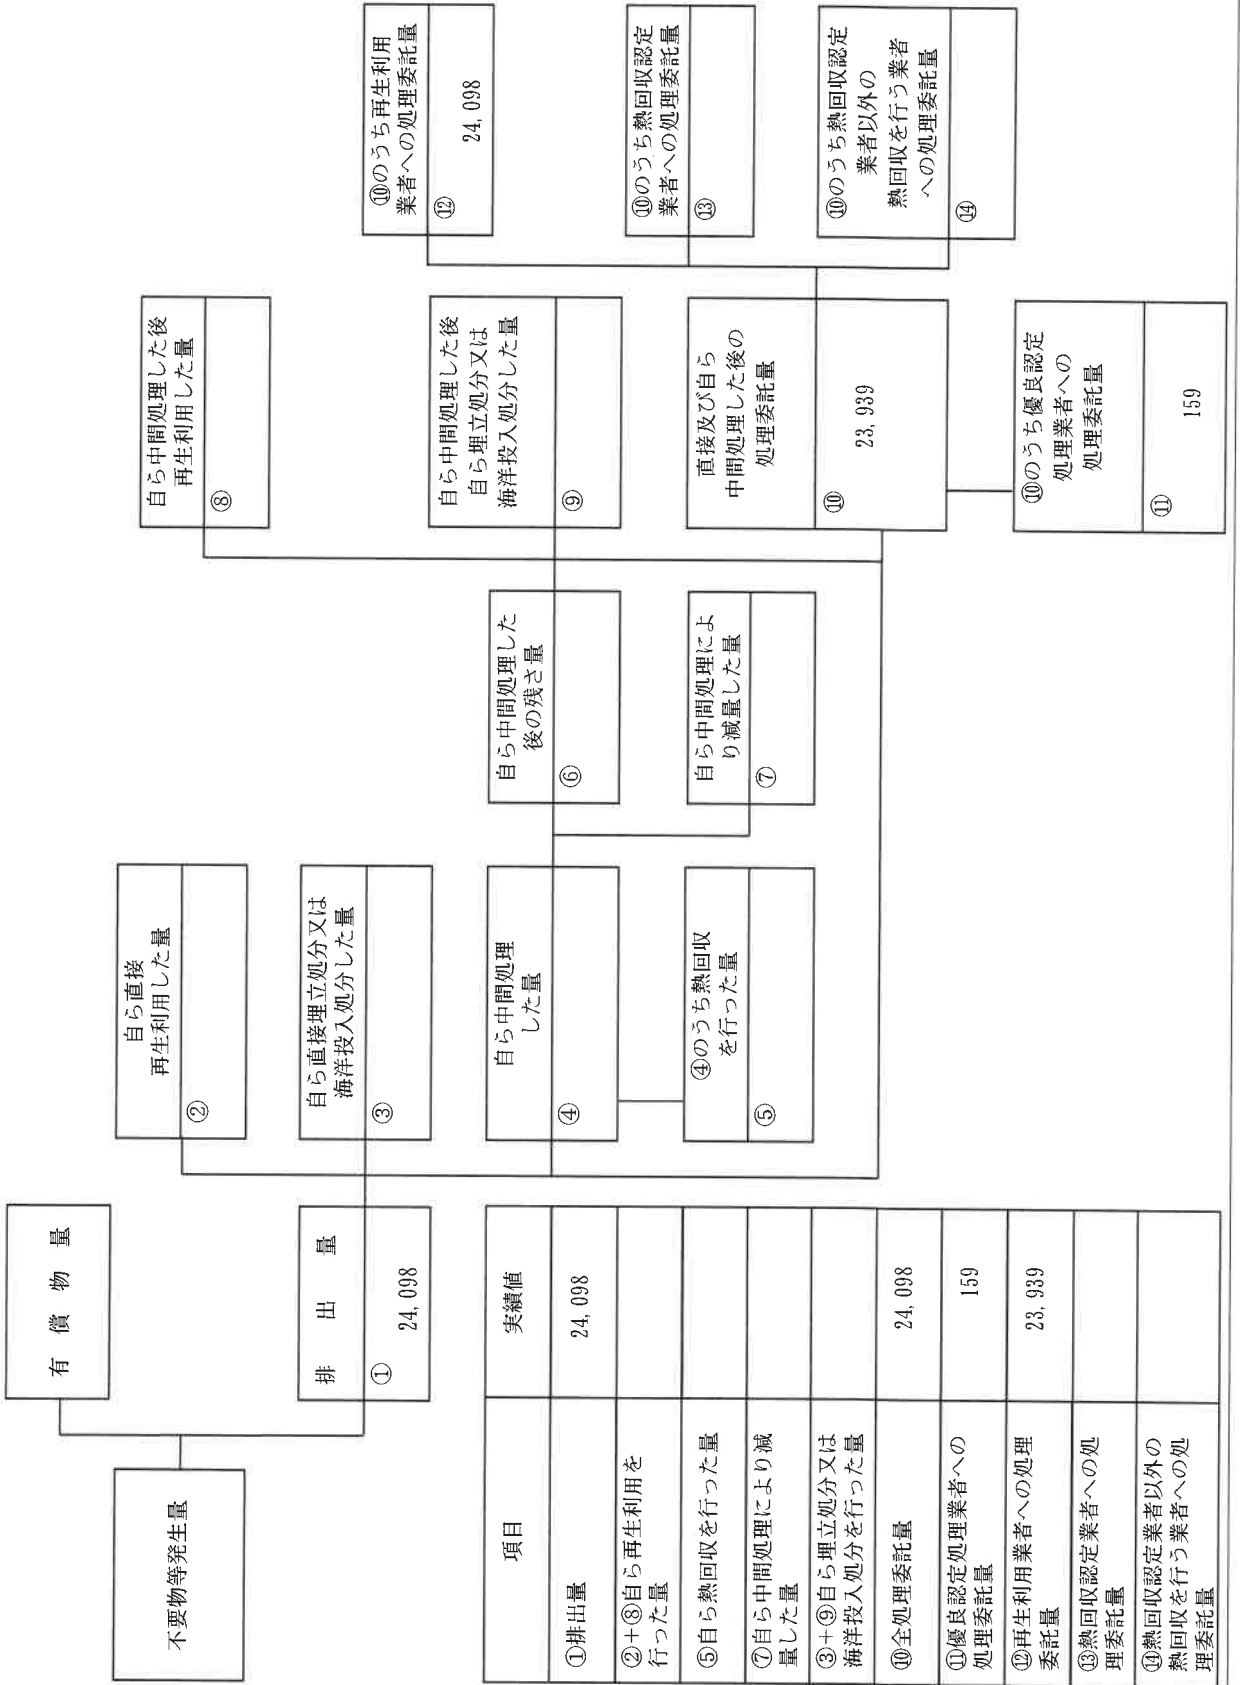 有償物量
不要物等発生量
排出量
①
24,098
自ら直接
再生利用した量
②
自ら直接埋立処分又は
海洋投入処分した量
③
自ら中間処理
した量
④
④のうち熱回収
を行った量
⑤
自ら中間処理した
後の残さ量
⑥
自ら中間処理によ
り減量した量
⑦
自ら中間処理した後
再生利用した量
⑧
自ら中間処理した後
自ら埋立処分又は
海洋投入処分した量
⑨
直接及び自ら
中間処理した後の
処理委託量
⑩
23,939
⑩のうち優良認定
処理業者への
処理委託量
⑪
159
⑩のうち再生利用
業者への処理委託量
⑫
24,098
⑩のうち熱回収認定
業者への処理委託量
⑬
⑩のうち熱回収認定
業者以外の
熱回収を行う業者
への処理委託量
⑭
項目 実績値
①排出量 24,098
②+⑧自ら再生利用を
行った量
⑤自ら熱回収を行った量
⑦自ら中間処理により減
量した量
③+⑨自ら埋立処分又は
海洋投入処分を行った量
⑩全処理委託量 24,098
⑪優良認定処理業者への
処理委託量 159
⑫再生利用業者への処理
委託量 23,939
⑬熱回収認定業者への処
理委託量
⑭熱回収認定業者以外の
熱回収を行う業者への処
理委託量